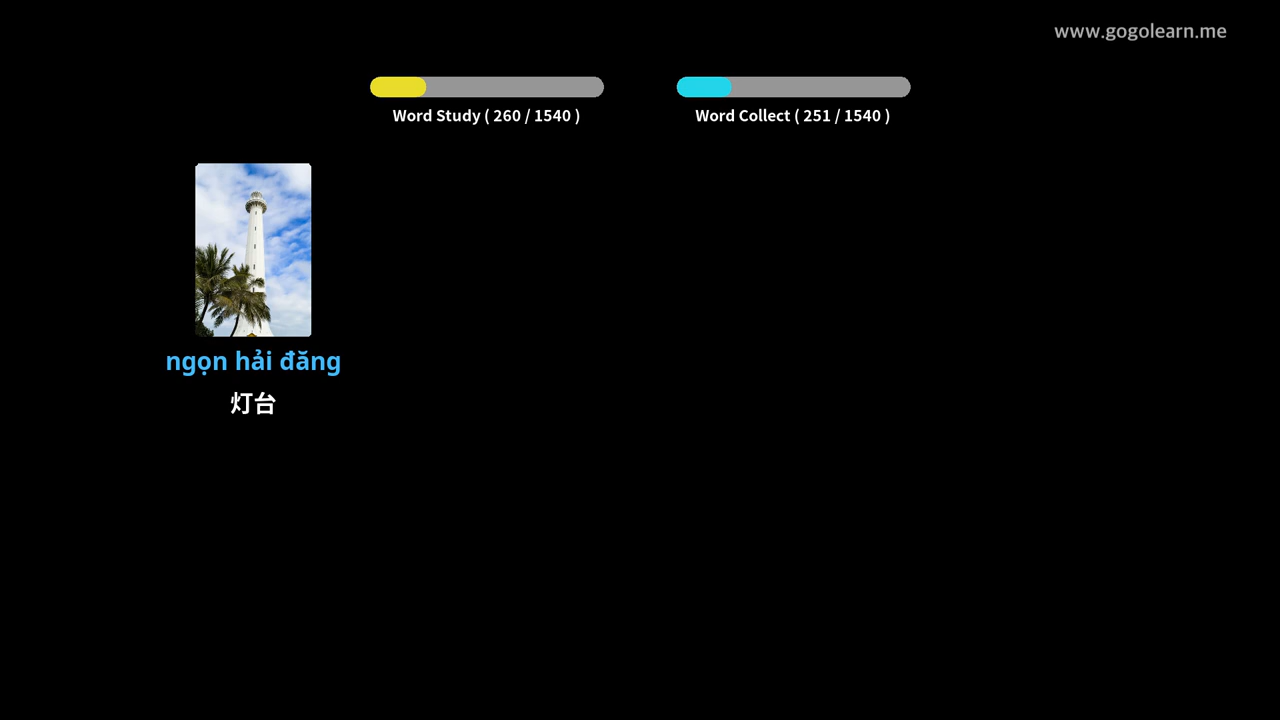 www.gogolearn.me
Word Study ( 260 / 1540 )
Word Collect ( 251 / 1540 )
ngọn hải đăng
灯台